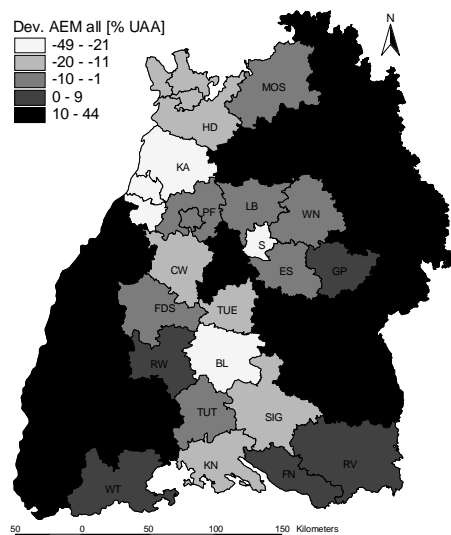 Dev. AEM all [% UAA]
-49 - -21
-20 - -11
-10 - -1
0 - 9
10 - 44
N
MOS
HD
KA
PF
LB
WN
S
CW
ES
GP
FDS
TUE
RW
BL
TUT
SIG
KN
WT
FN
RV
50 0 50 100 150 Kilometers